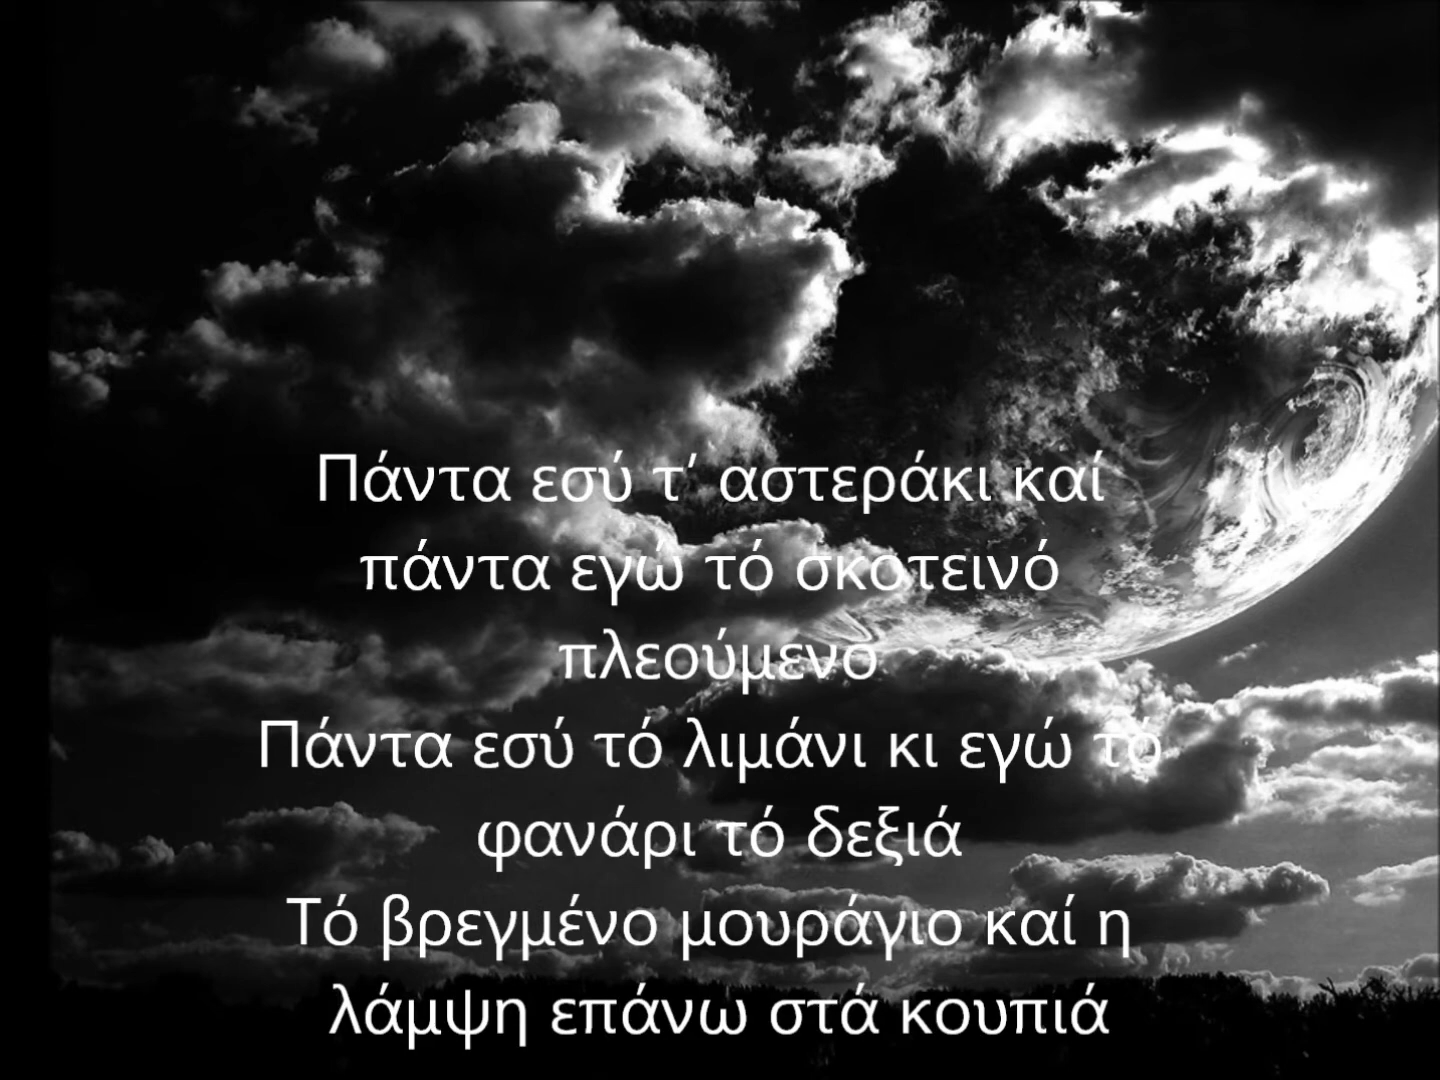 Πάντα εσύ τ’ αστεράκι καί
πάντα εγώ τό σκοτεινό
πλεούμενο
Πάντα εσύ τό λιμάνι κι εγώ τό
φανάρι τό δεξιά
Τό βρεγμένο μουράγιο καί η
λάμψη επάνω στά κουπιά